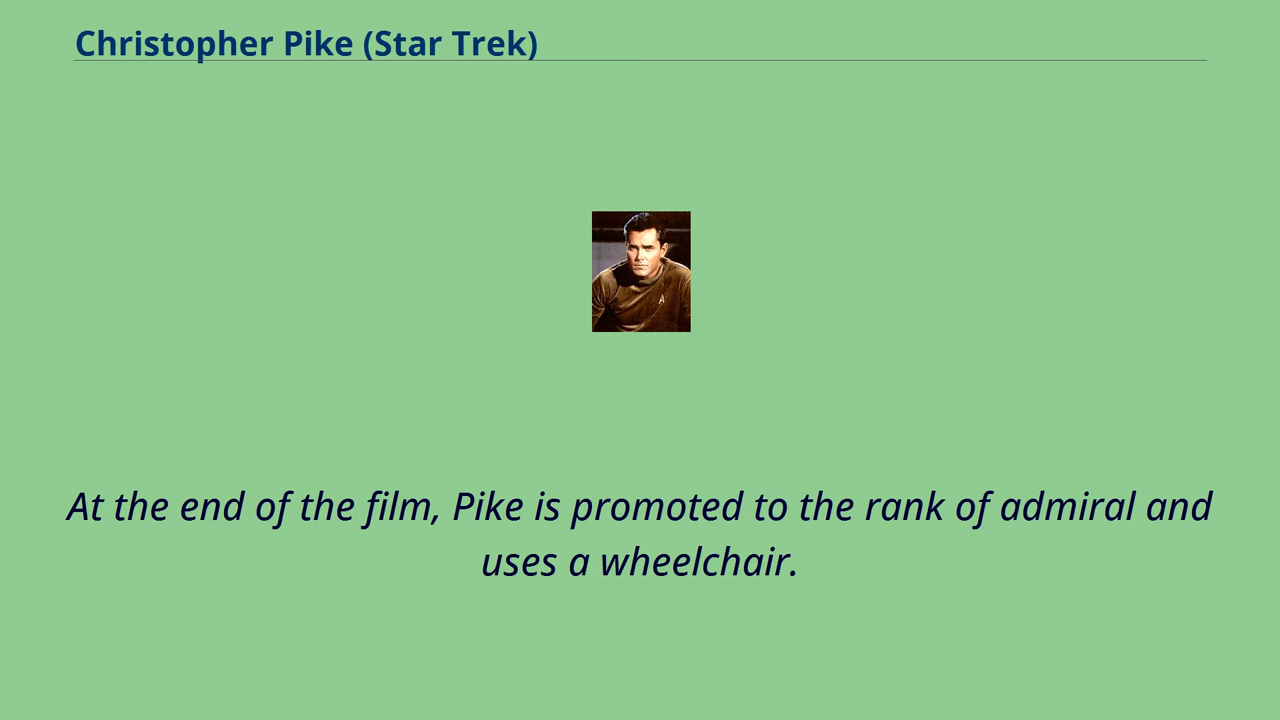 Christopher Pike (Star Trek)
At the end of the film, Pike is promoted to the rank of admiral and
uses a wheelchair.